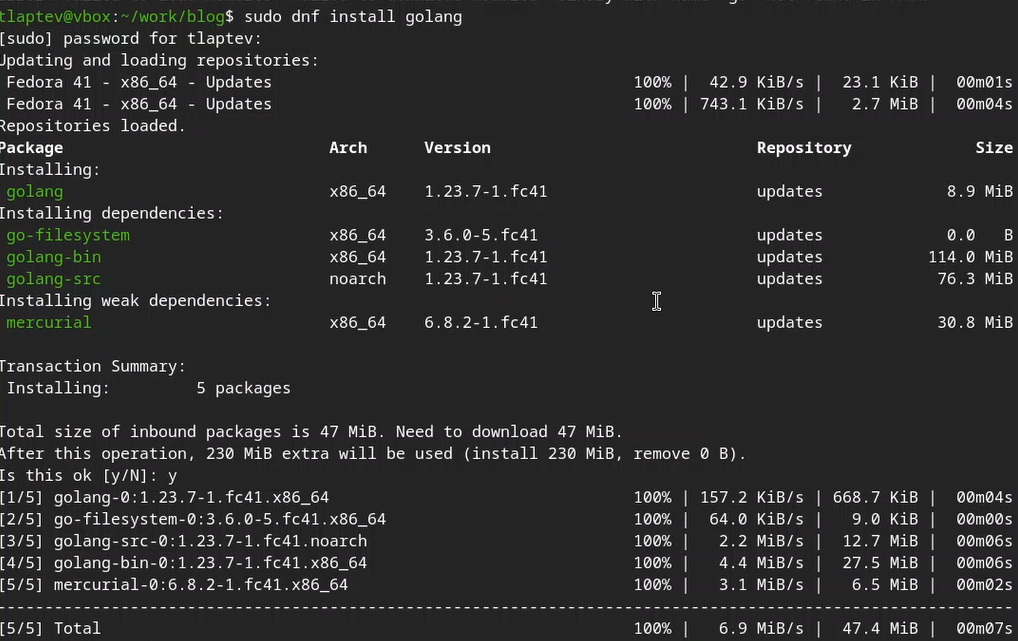 tlaptev@vbox:~/work/blog$ sudo dnf install golang
[sudo] password for tlaptev:
Updating and loading repositories:
Fedora 41 - x86_64 - Updates 100% | 42.9 KiB/s | 23.1 KiB | 00m01s
Fedora 41 - x86_64 - Updates 100% | 743.1 KiB/s | 2.7 MiB | 00m04s
Repositories loaded.
Package Arch Version Repository Size
Installing:
golang x86_64 1.23.7-1.fc41 updates 8.9 MiB
Installing dependencies:
go-filesystem x86_64 3.6.0-5.fc41 updates 0.0 B
golang-bin x86_64 1.23.7-1.fc41 updates 114.0 MiB
golang-src noarch 1.23.7-1.fc41 updates 76.3 MiB
Installing weak dependencies:
mercurial x86_64 6.8.2-1.fc41 updates 30.8 MiB
Transaction Summary:
Installing: 5 packages
Total size of inbound packages is 47 MiB. Need to download 47 MiB.
After this operation, 230 MiB extra will be used (install 230 MiB, remove 0 B).
Is this ok [y/N]: y
[1/5] golang-0:1.23.7-1.fc41.x86_64 100% | 157.2 KiB/s | 668.7 KiB | 00m04s
[2/5] go-filesystem-0:3.6.0-5.fc41.x86_64 100% | 64.0 KiB/s | 9.0 KiB | 00m00s
[3/5] golang-src-0:1.23.7-1.fc41.noarch 100% | 2.2 MiB/s | 12.7 MiB | 00m06s
[4/5] golang-bin-0:1.23.7-1.fc41.x86_64 100% | 4.4 MiB/s | 27.5 MiB | 00m06s
[5/5] mercurial-0:6.8.2-1.fc41.x86_64 100% | 3.1 MiB/s | 6.5 MiB | 00m02s
--------------------------------------------------------------------------------
[5/5] Total 100% | 6.9 MiB/s | 47.4 MiB | 00m07s